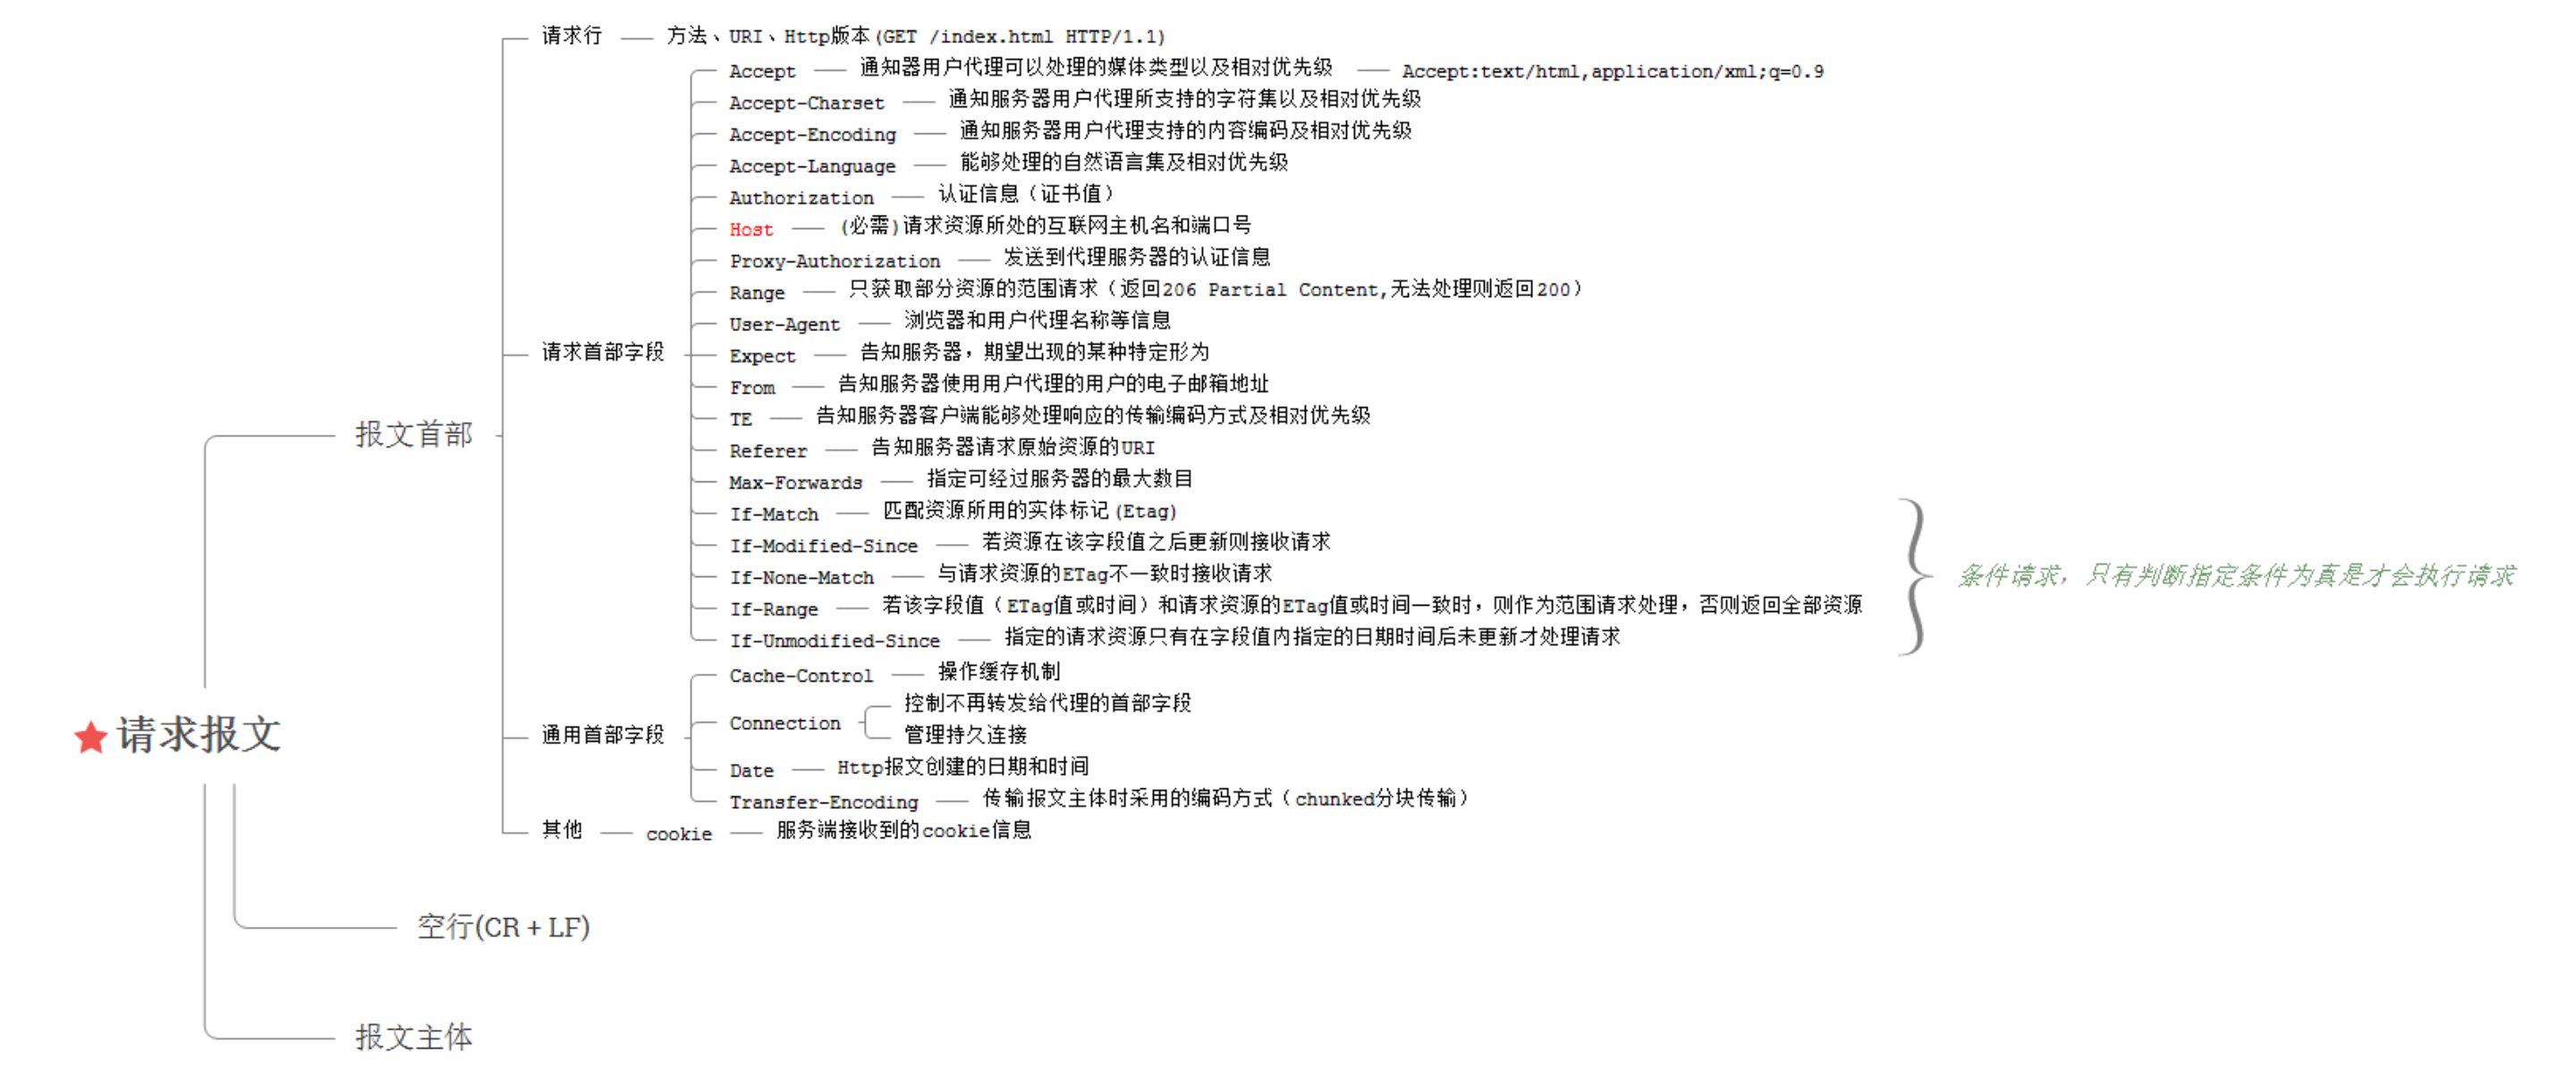 请求行
方法、URI、Http版本(GET /index.html HTTP/1.1)
Accept
通知器用户代理可以处理的媒体类型以及相对优先级
Accept:text/html,application/xml;q=0.9
Accept-Charset
通知服务器用户代理所支持的字符集以及相对优先级
Accept-Encoding
通知服务器用户代理支持的内容编码及相对优先级
Accept-Language
能够处理的自然语言集及相对优先级
Authorization
认证信息（证书值）
Host
(必需)请求资源所处的互联网主机名和端口号
Proxy-Authorization
发送到代理服务器的认证信息
Range
只获取部分资源的范围请求（返回206 Partial Content,无法处理则返回200）
User-Agent
浏览器和用户代理名称等信息
请求首部字段
Expect
告知服务器，期望出现的某种特定形为
From
告知服务器使用用户代理的用户的电子邮箱地址
TE
告知服务器客户端能够处理响应的传输编码方式及相对优先级
报文首部
Referer
告知服务器请求原始资源的URI
Max-Forwards
指定可经过服务器的最大数目
If-Match
匹配资源所用的实体标记(Etag)
If-Modified-Since
若资源在该字段值之后更新则接收请求
If-None-Match
与请求资源的ETag不一致时接收请求
条件请求，只有判断指定条件为真是才会执行请求
If-Range
若该字段值（ETag值或时间）和请求资源的ETag值或时间一致时，则作为范围请求处理，否则返回全部资源
If-Unmodified-Since
指定的请求资源只有在字段值内指定的日期时间后未更新才处理请求
Cache-Control
操作缓存机制
Connection
控制不再转发给代理的首部字段
管理持久连接
请求报文
通用首部字段
Date
Http报文创建的日期和时间
Transfer-Encoding
传输报文主体时采用的编码方式（chunked分块传输）
其他
cookie
服务端接收到的cookie信息
空行(CR + LF)
报文主体